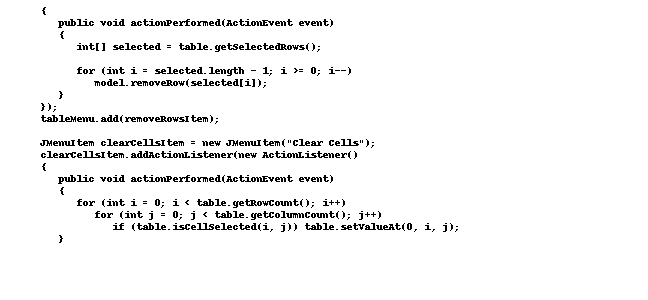 {
public void actionPerformed(ActionEvent event)
{
int[] selected = table.getSelectedRows();
for (int i = selected.length - 1; i >= 0; i--)
model.removeRow(selected[i]);
}
});
tableMenu.add(removeRowsItem);
JMenuItem clearCellsItem = new JMenuItem("Clear Cells");
clearCellsItem.addActionListener(new ActionListener()
{
public void actionPerformed(ActionEvent event)
{
for (int i = 0; i < table.getRowCount(); i++)
for (int j = 0; j < table.getColumnCount(); j++)
if (table.isCellSelected(i, j)) table.setValueAt(0, i, j);
}